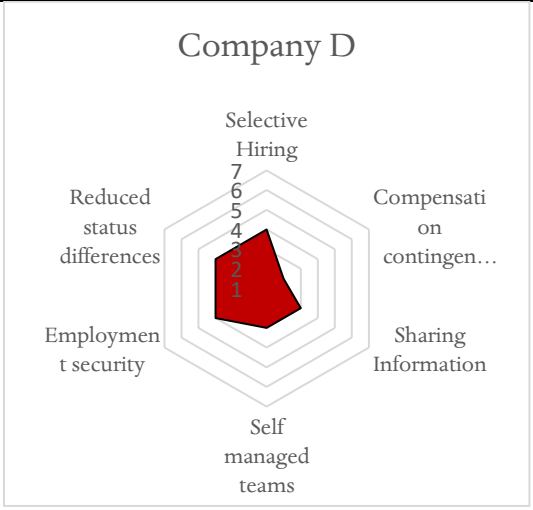 Company D
Selective
Hiring
Compensati
on
contingen…
Sharing
Information
Self
managed
teams
Employmen
t security
Reduced
status
differences
7
6
5
4
3
2
1